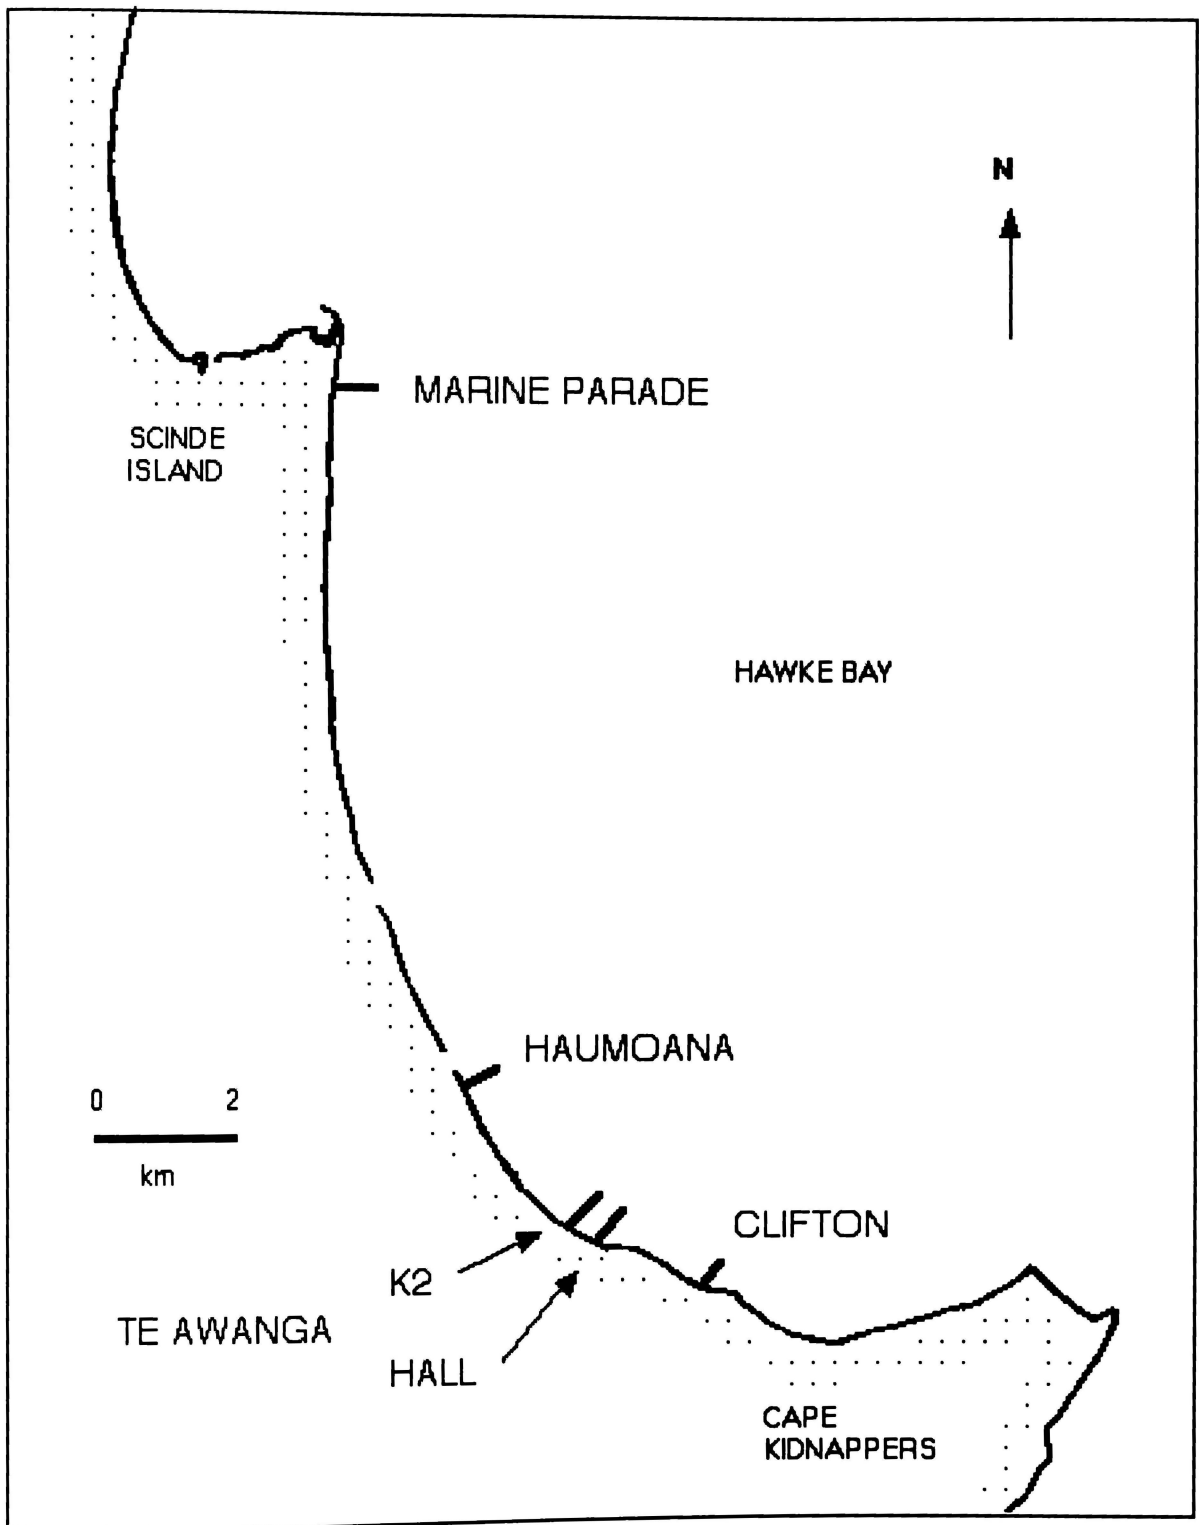 N
MARINE PARADE
SCINDE
ISLAND
HAWKE BAY
HAUMOANA
0 2
km
CLIFTON
K2
TE AWANGA
HALL
CAPE
KIDNAPPERS